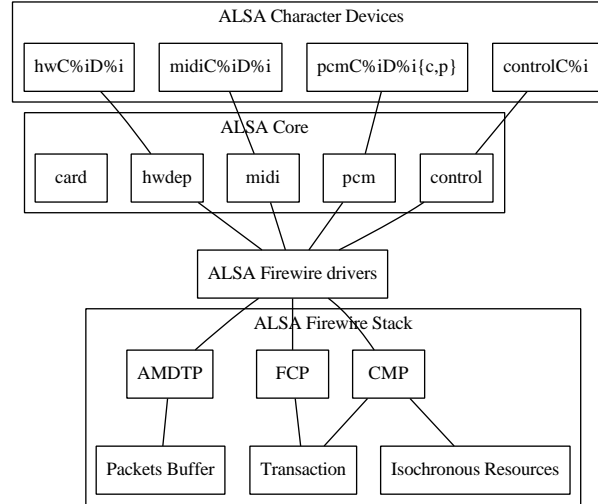 ALSA Character Devices
hwC%iD%i
midiC%iD%i
pcmC%iD%i{c,p}
controlC%i
ALSA Core
card
hwdep
midi
pcm
control
ALSA Firewire drivers
ALSA Firewire Stack
AMDTP
FCP
CMP
Packets Buffer
Transaction
Isochronous Resources